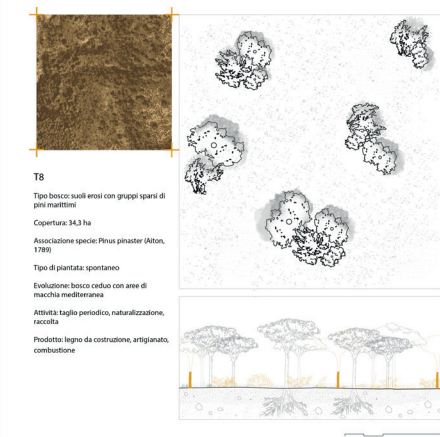 T8
Tipo bosco: suoli erosi con gruppi sparsi di
pini marittimi
Copertura: 34,3 ha
Associazione specie: Pinus pinaster (Aiton,
1789)
Tipo di piantata: spontaneo
Evoluzione: bosco ceduo con aree di
macchia mediterranea
Attività: taglio periodico, naturalizzazione,
raccolta
Prodotto: legno da costruzione, artigianato,
combustione